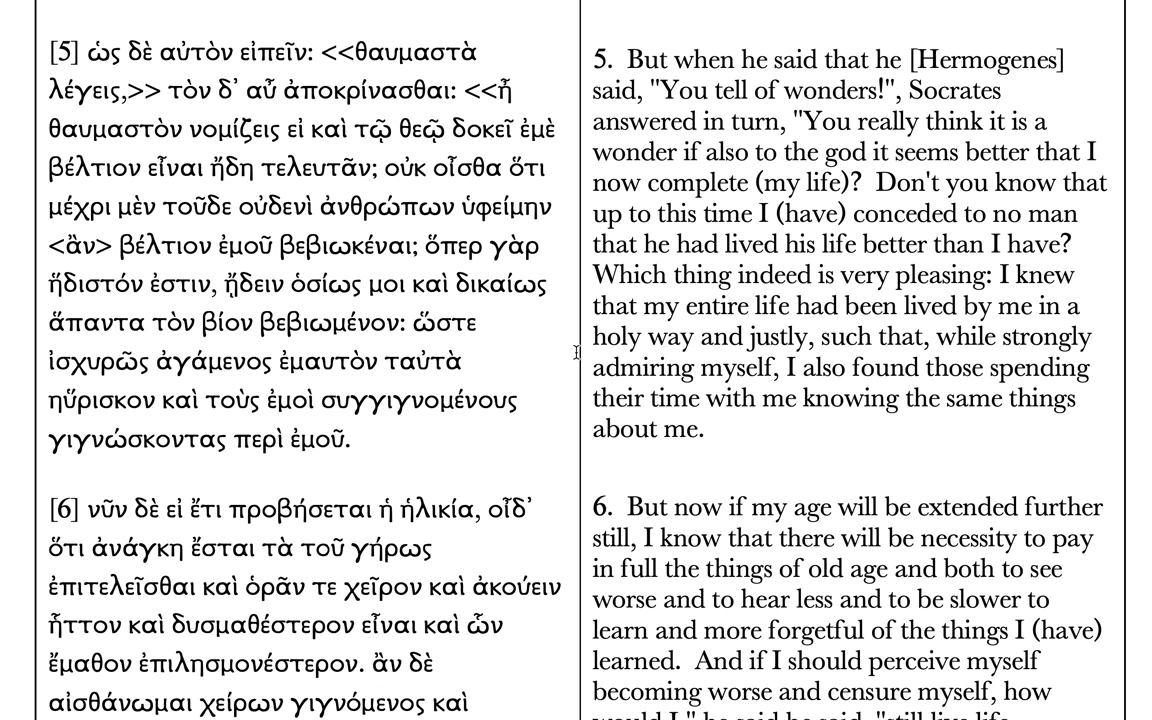 [5] ὡς δὲ αὐτὸν εἰπεῖν: <<θαυμαστὰ
λέγεις,>> τὸν δ' αὖ ἀποκρίνασθαι: <<ἦ
θαυμαστὸν νομίζεις εἰ καὶ τῷ θεῷ δοκεῖ ἐμὲ
βέλτιον εἶναι ἤδη τελευτᾶν; οὐκ οἶσθα ὅτι
μέχρι μὲν τοῦδε οὐδενὶ ἀνθρώπων ὑφείμην
<ἂν> βέλτιον ἐμοῦ βεβιωκέναι; ὅπερ γὰρ
ἥδιστόν ἐστιν, ᾔδειν ὁσίως μοι καὶ δικαίως
ἅπαντα τὸν βίον βεβιωμένον: ὥστε
ἰσχυρῶς ἀγάμενος ἐμαυτὸν ταὐτὰ
ηὕρισκον καὶ τοὺς ἐμοὶ συγγιγνομένους
γιγνώσκοντας περὶ ἐμοῦ.
[6] νῦν δὲ εἰ ἔτι προβήσεται ἡ ἡλικία, οἶδ'
ὅτι ἀνάγκη ἔσται τὰ τοῦ γήρως
ἐπιτελεῖσθαι καὶ ὁρᾶν τε χεῖρον καὶ ἀκούειν
ἧττον καὶ δυσμαθέστερον εἶναι καὶ ὧν
ἔμαθον ἐπιλησμονέστερον. ἂν δὲ
αἰσθάνωμαι χείρων γιγνόμενος καὶ
5. But when he said that he [Hermogenes]
said, "You tell of wonders!", Socrates
answered in turn, "You really think it is a
wonder if also to the god it seems better that I
now complete (my life)? Don't you know that
up to this time I (have) conceded to no man
that he had lived his life better than I have?
Which thing indeed is very pleasing: I knew
that my entire life had been lived by me in a
holy way and justly, such that, while strongly
admiring myself, I also found those spending
their time with me knowing the same things
about me.
6. But now if my age will be extended further
still, I know that there will be necessity to pay
in full the things of old age and both to see
worse and to hear less and to be slower to
learn and more forgetful of the things I (have)
learned. And if I should perceive myself
becoming worse and censure myself, how
would I," he said he said, "still live life